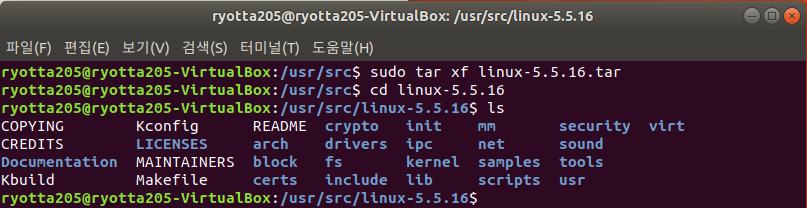 ryotta205@ryotta205-VirtualBox: /usr/src/linux-5.5.16
파일(F) 편집(E) 보기(V) 검색(S) 터미널(T) 도움말(H)
ryotta205@ryotta205-VirtualBox:/usr/src$ sudo tar xf linux-5.5.16.tar
ryotta205@ryotta205-VirtualBox:/usr/src$ cd linux-5.5.16
ryotta205@ryotta205-VirtualBox:/usr/src/linux-5.5.16$ ls
COPYING Kconfig README crypto init mm security virt
CREDITS LICENSES arch drivers ipc net sound
Documentation MAINTAINERS block fs kernel samples tools
Kbuild Makefile certs include lib scripts usr
ryotta205@ryotta205-VirtualBox:/usr/src/linux-5.5.16$